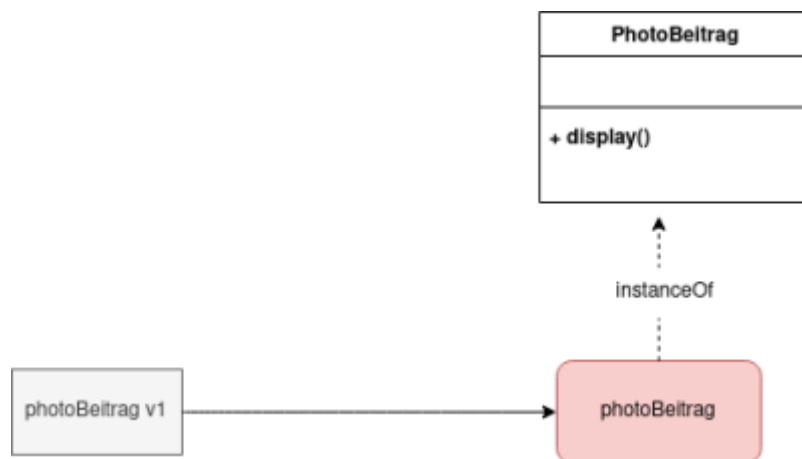 PhotoBeitrag
+ display()
instanceOf
photoBeitrag v1
photoBeitrag